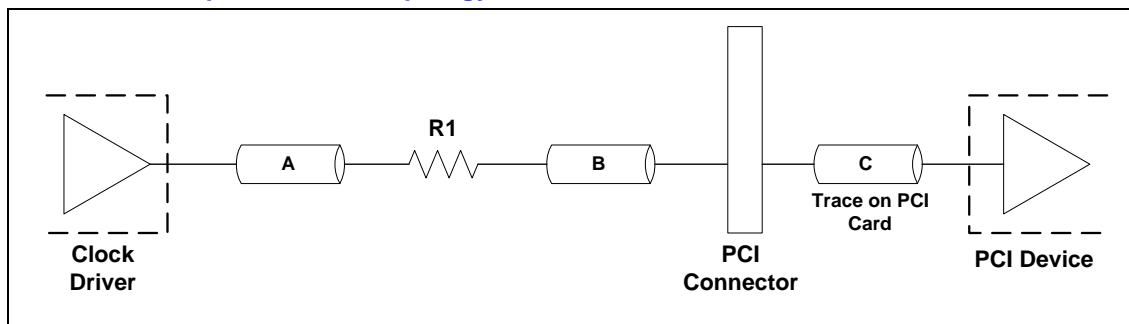 R1
A
B
C
Trace on PCI
Card
Clock
Driver
PCI
Connector
PCI Device